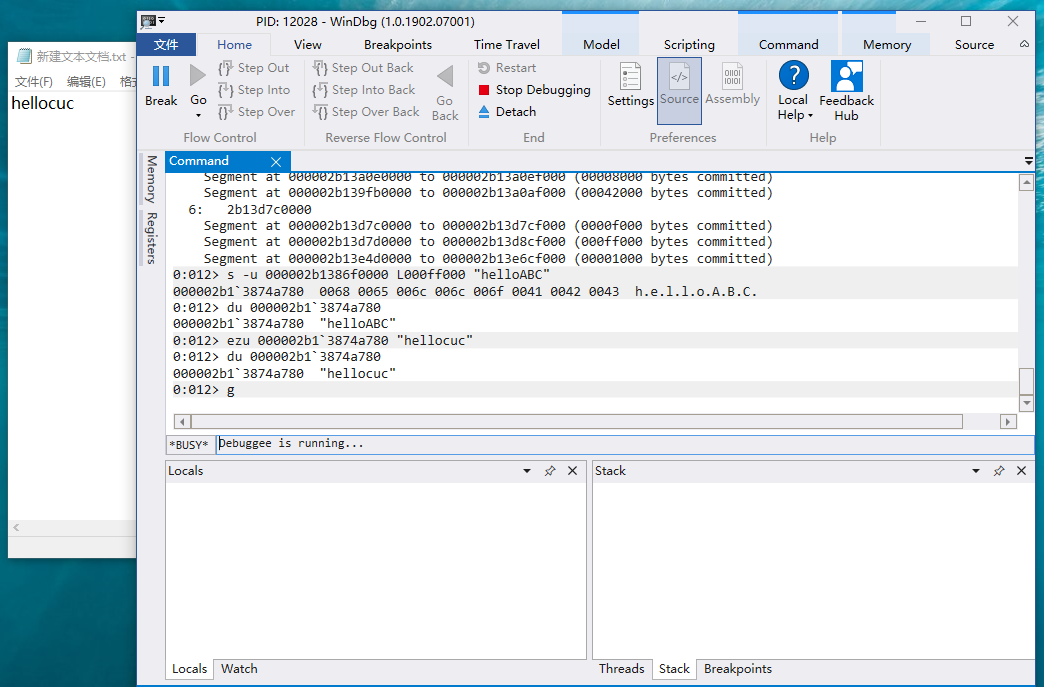 PID: 12028 - WinDbg (1.0.1902.07001)
新建文本文档.txt -
文件(F) 编辑(E)
hellocuc
文件 Home View Breakpoints Time Travel Model Scripting Command Memory Source
Break
Go
Step Out
Step Into
Step Over
Flow Control
Step Out Back
Step Into Back
Step Over Back
Go Back
Reverse Flow Control
Restart
Stop Debugging
Detach
End
Settings Source Assembly
Preferences
Local Help
Feedback Hub
Help
Memory
Registers
Command
Segment at 000002b13a0e0000 to 000002b13a0ef000 (00008000 bytes committed)
Segment at 000002b139fb0000 to 000002b13a0af000 (00042000 bytes committed)
6: 2b13d7c0000
Segment at 000002b13d7c0000 to 000002b13d7cf000 (0000f000 bytes committed)
Segment at 000002b13d7d0000 to 000002b13d8cf000 (000ff000 bytes committed)
Segment at 000002b13e4d0000 to 000002b13e6cf000 (00001000 bytes committed)
0:012> s -u 000002b1386f0000 L000ff000 "helloABC"
000002b1`3874a780 0068 0065 006c 006c 006f 0041 0042 0043 h.e.l.l.o.A.B.C.
0:012> du 000002b1`3874a780
000002b1`3874a780 "helloABC"
0:012> ezu 000002b1`3874a780 "hellocuc"
0:012> du 000002b1`3874a780
000002b1`3874a780 "hellocuc"
0:012> g
*BUSY* Debuggee is running...
Locals
Stack
Locals Watch
Threads Stack Breakpoints